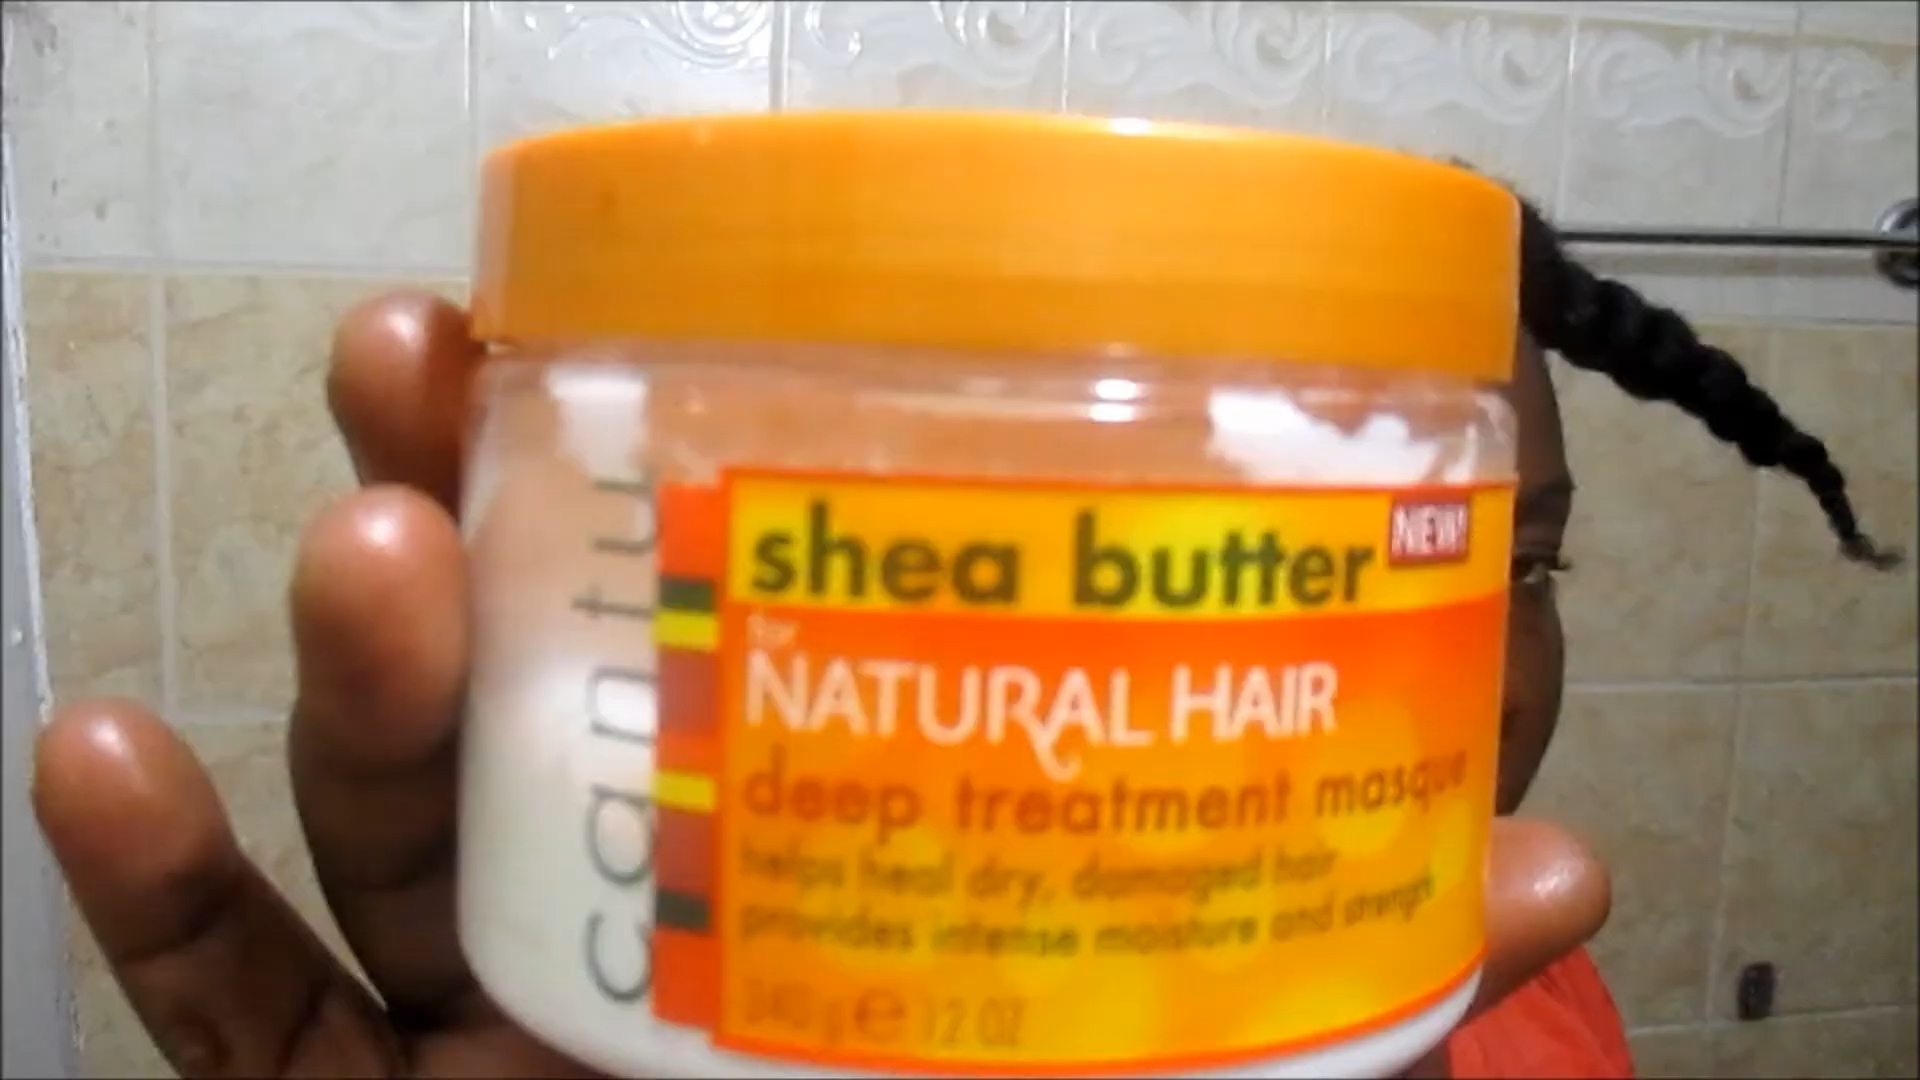 cantu
shea butter NEW!
for
NATURAL HAIR
deep treatment masque
helps heal dry, damaged hair
provides intense moisture and strength
340 g e 12 OZ